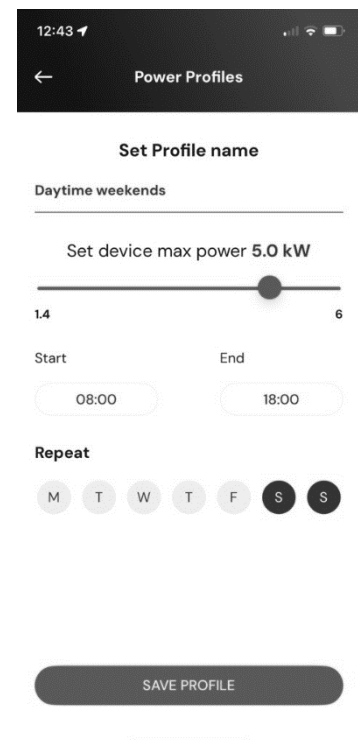 12:43
Power Profiles
Set Profile name
Daytime weekends
Set device max power 5.0 kW
1.4 6
Start End
08:00 18:00
Repeat
M T W T F S S
SAVE PROFILE